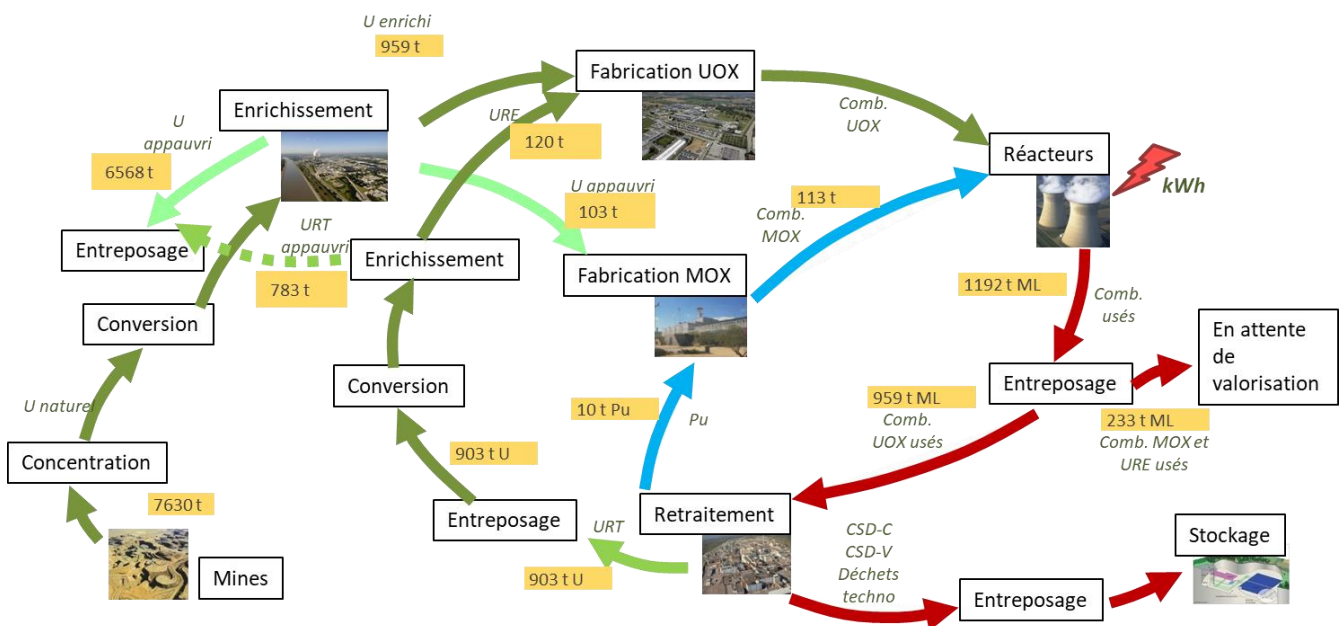 U enrichi
959 t
Fabrication UOX
Enrichissement
URE
120 t
Comb.
UOX
U
appauvri
6568 t
Réacteurs
kWh
U appauvri
103 t
113 t
Comb.
MOX
URT
appauvri
Entreposage
Enrichissement
Fabrication MOX
783 t
1192 t ML
Comb.
usés
Conversion
En attente
de
valorisation
Conversion
Entreposage
959 t ML
Comb.
UOX usés
233 t ML
Comb. MOX et
URE usés
U naturel
10 t Pu
Pu
Concentration
903 t U
7630 t
Entreposage
Retraitement
URT
903 t U
CSD-C
CSD-V
Déchets
techno
Stockage
Mines
Entreposage